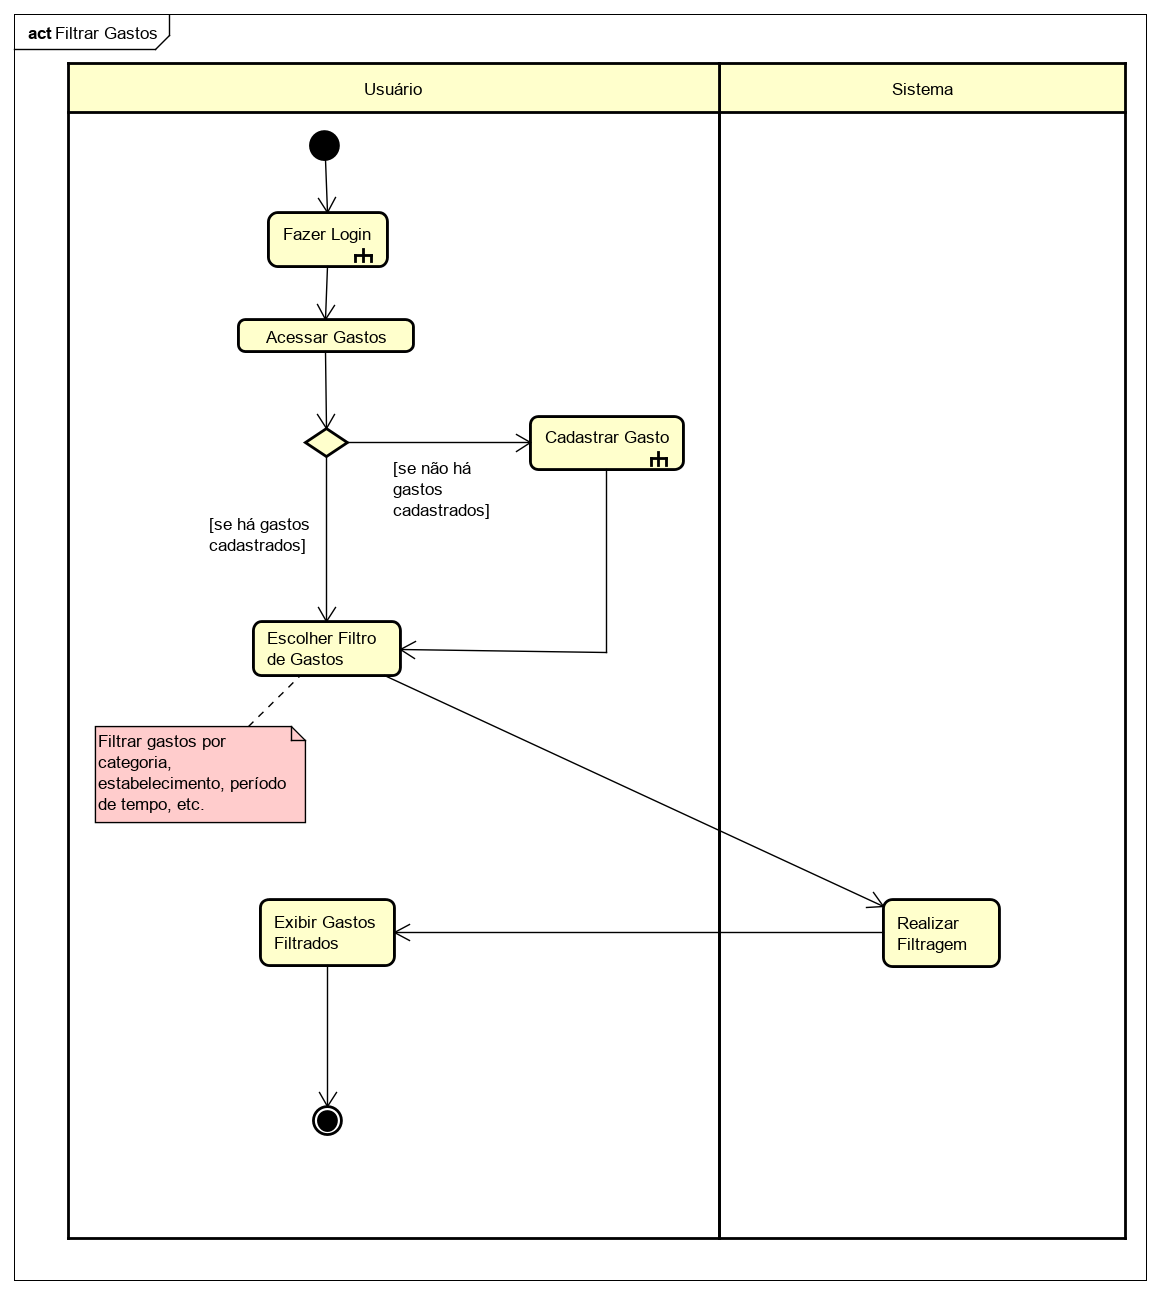 act Filtrar Gastos
Usuário
Sistema
Fazer Login
Acessar Gastos
Cadastrar Gasto
[se não há
gastos
cadastrados]
[se há gastos
cadastrados]
Escolher Filtro
de Gastos
Filtrar gastos por
categoria,
estabelecimento, período
de tempo, etc.
Exibir Gastos
Filtrados
Realizar
Filtragem